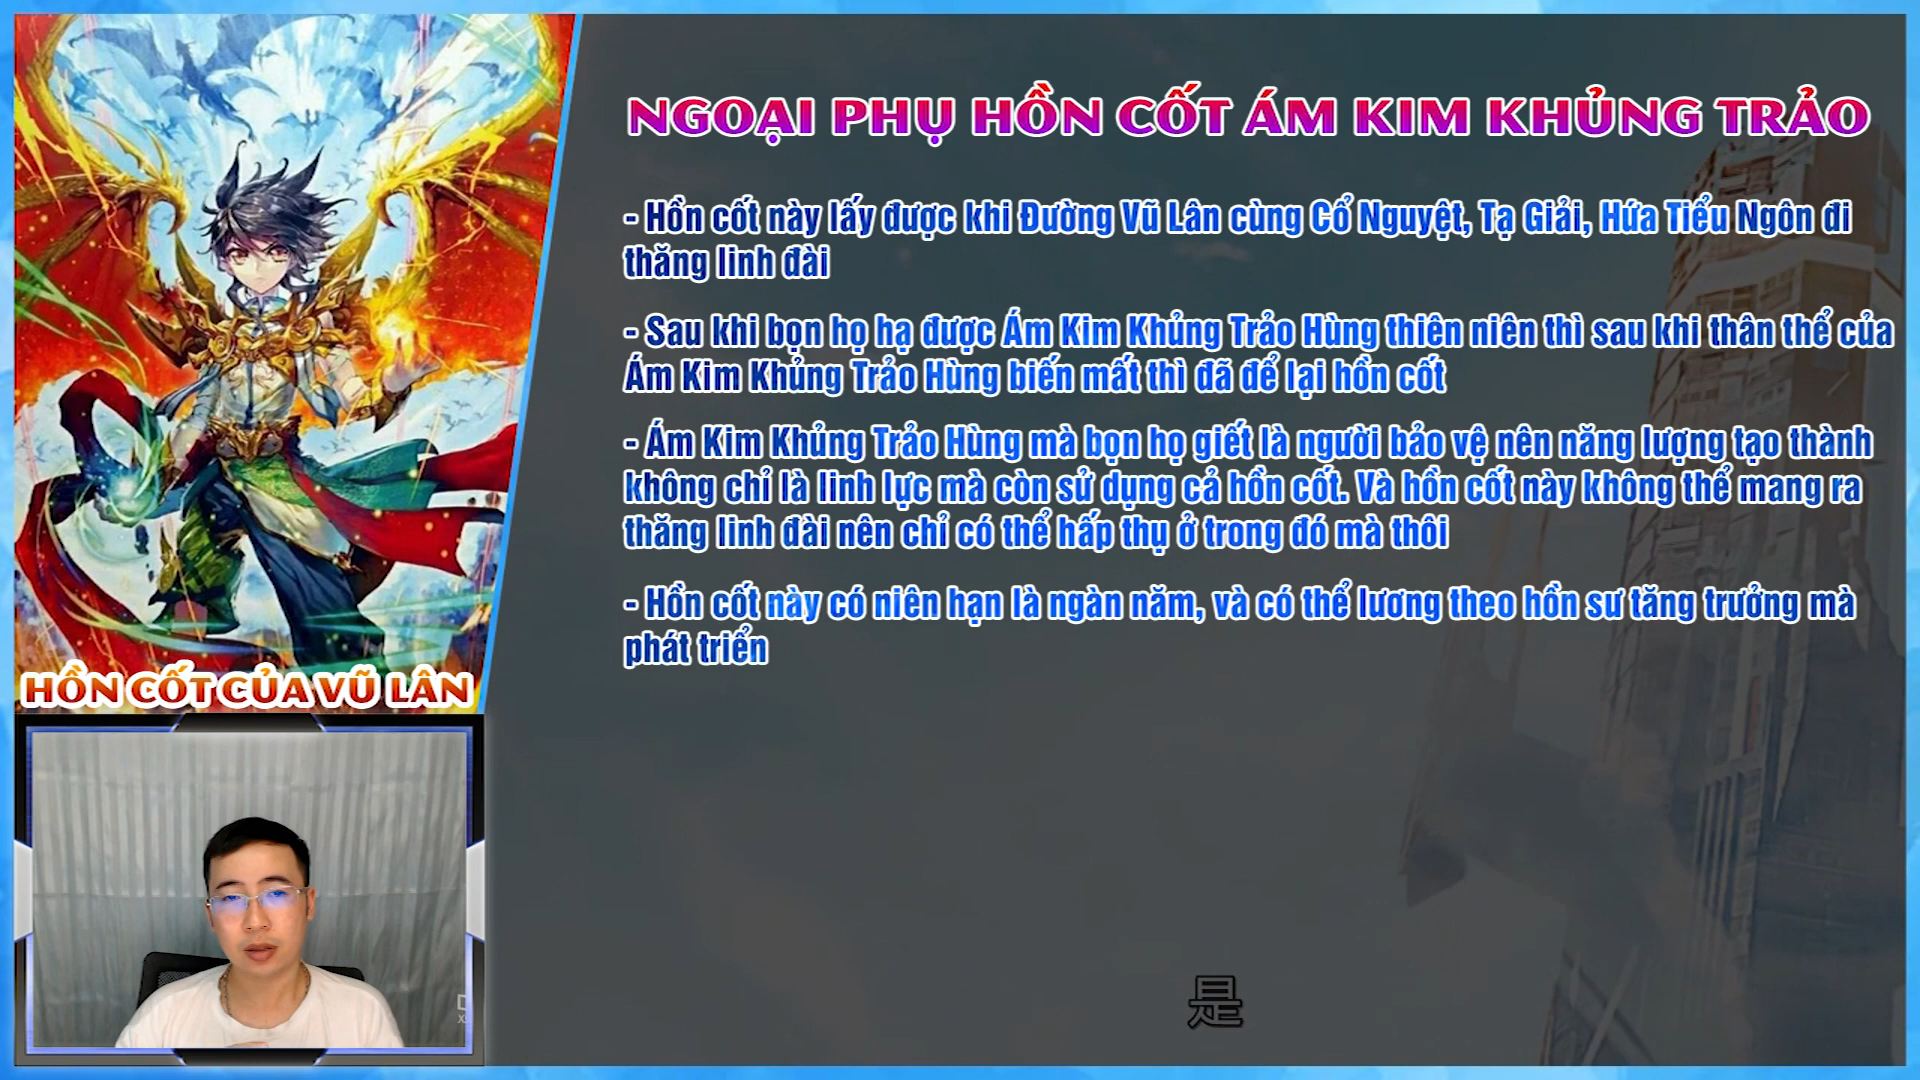 NGOẠI PHỤ HỒN CỐT ÁM KIM KHỦNG TRẢO
- Hồn cốt này lấy được khi Đường Vũ Lân cùng Cổ Nguyệt, Tạ Giải, Hứa Tiểu Ngôn đi
thăng linh đài
- Sau khi bọn họ hạ được Ám Kim Khủng Trảo Hùng thiên niên thì sau khi thân thể của
Ám Kim Khủng Trảo Hùng biến mất thì đã để lại hồn cốt
- Ám Kim Khủng Trảo Hùng mà bọn họ giết là người bảo vệ nên năng lượng tạo thành
không chỉ là linh lực mà còn sử dụng cả hồn cốt. Và hồn cốt này không thể mang ra
thăng linh đài nên chỉ có thể hấp thụ ở trong đó mà thôi
- Hồn cốt này có niên hạn là ngàn năm, và có thể lương theo hồn sư tăng trưởng mà
phát triển
HỒN CỐT CỦA VŨ LÂN
是